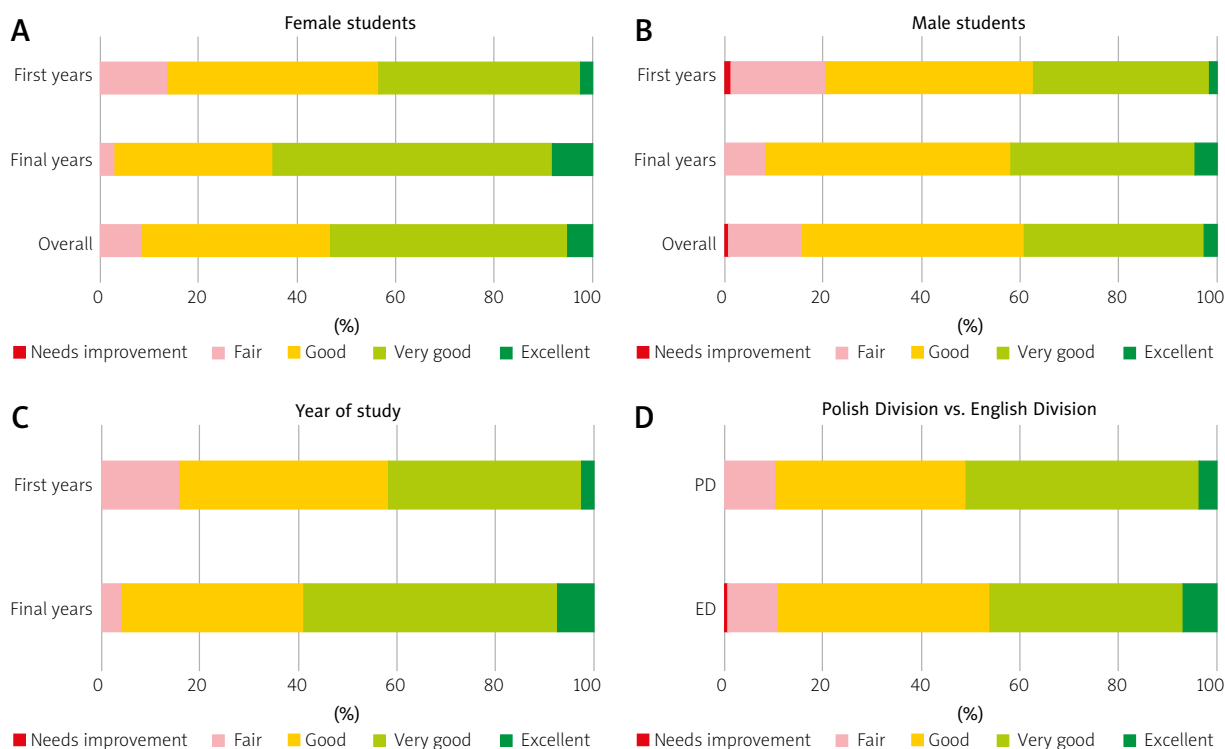 A
Female students
First years
Final years
Overall
0 20 40 60 80 100
(%)
Needs improvement Fair Good Very good Excellent
B
Male students
First years
Final years
Overall
0 20 40 60 80 100
(%)
Needs improvement Fair Good Very good Excellent
C
Year of study
First years
Final years
0 20 40 60 80 100
(%)
Needs improvement Fair Good Very good Excellent
D
Polish Division vs. English Division
PD
ED
0 20 40 60 80 100
(%)
Needs improvement Fair Good Very good Excellent